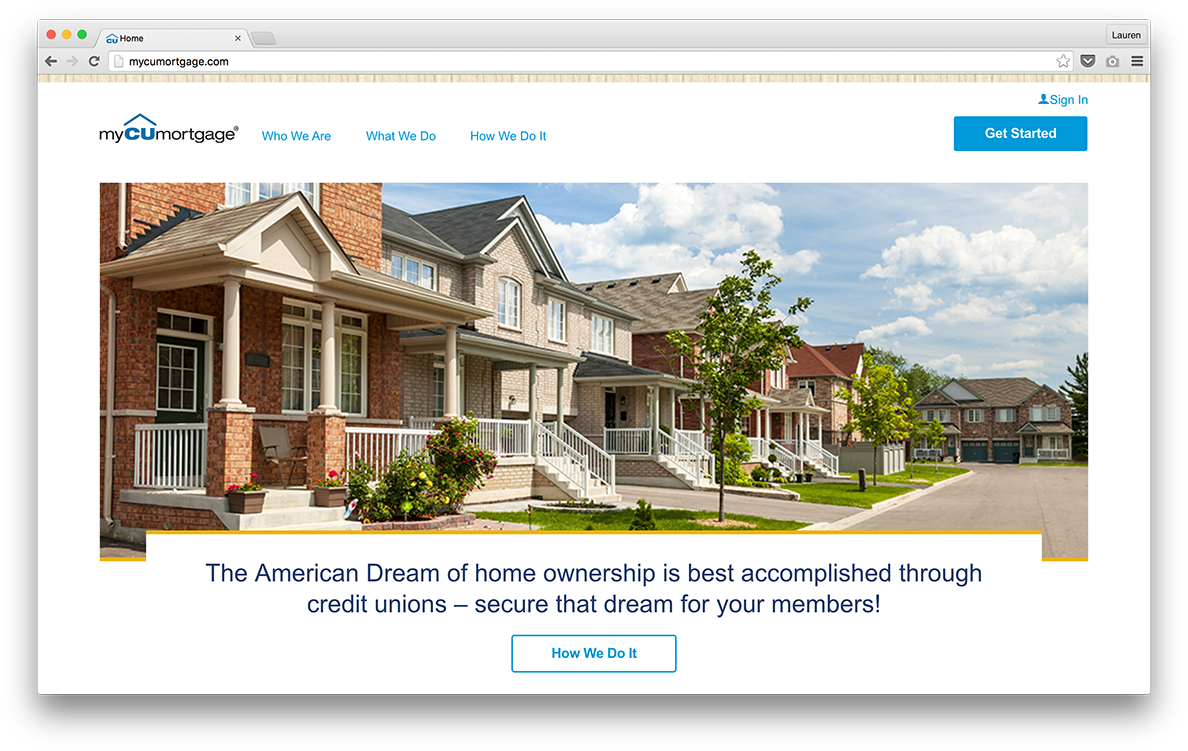 Home
Lauren
mycumortgage.com
Sign In
myCUmortgage®
Who We Are
What We Do
How We Do It
Get Started
The American Dream of home ownership is best accomplished through
credit unions – secure that dream for your members!
How We Do It